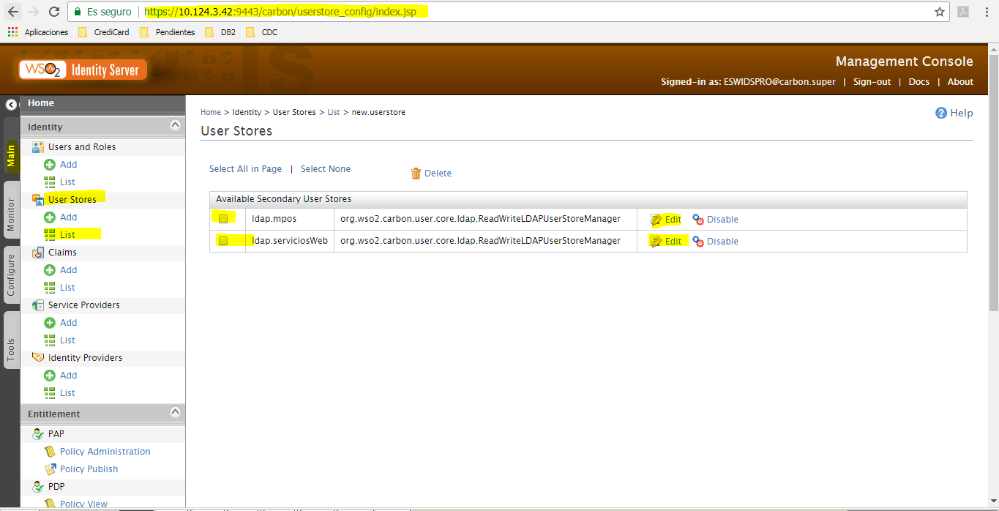 Es seguro | https://10.124.3.42:9443/carbon/userstore_config/index.jsp
Aplicaciones CrediCard Pendientes DB2 CDC
WSO2 Identity Server
Management Console
Signed-in as: ESWIDSPRO@carbon.super | Sign-out | Docs | About
Main
Monitor
Configure
Tools
Home
Identity
Users and Roles
Add
List
User Stores
Add
List
Claims
Add
List
Service Providers
Add
List
Identity Providers
Add
List
Entitlement
PAP
Policy Administration
Policy Publish
PDP
Policy View
Home > Identity > User Stores > List > new.userstore
Help
User Stores
Select All in Page | Select None Delete
Available Secondary User Stores
ldap.mpos org.wso2.carbon.user.core.ldap.ReadWriteLDAPUserStoreManager Edit Disable
ldap.serviciosWeb org.wso2.carbon.user.core.ldap.ReadWriteLDAPUserStoreManager Edit Disable